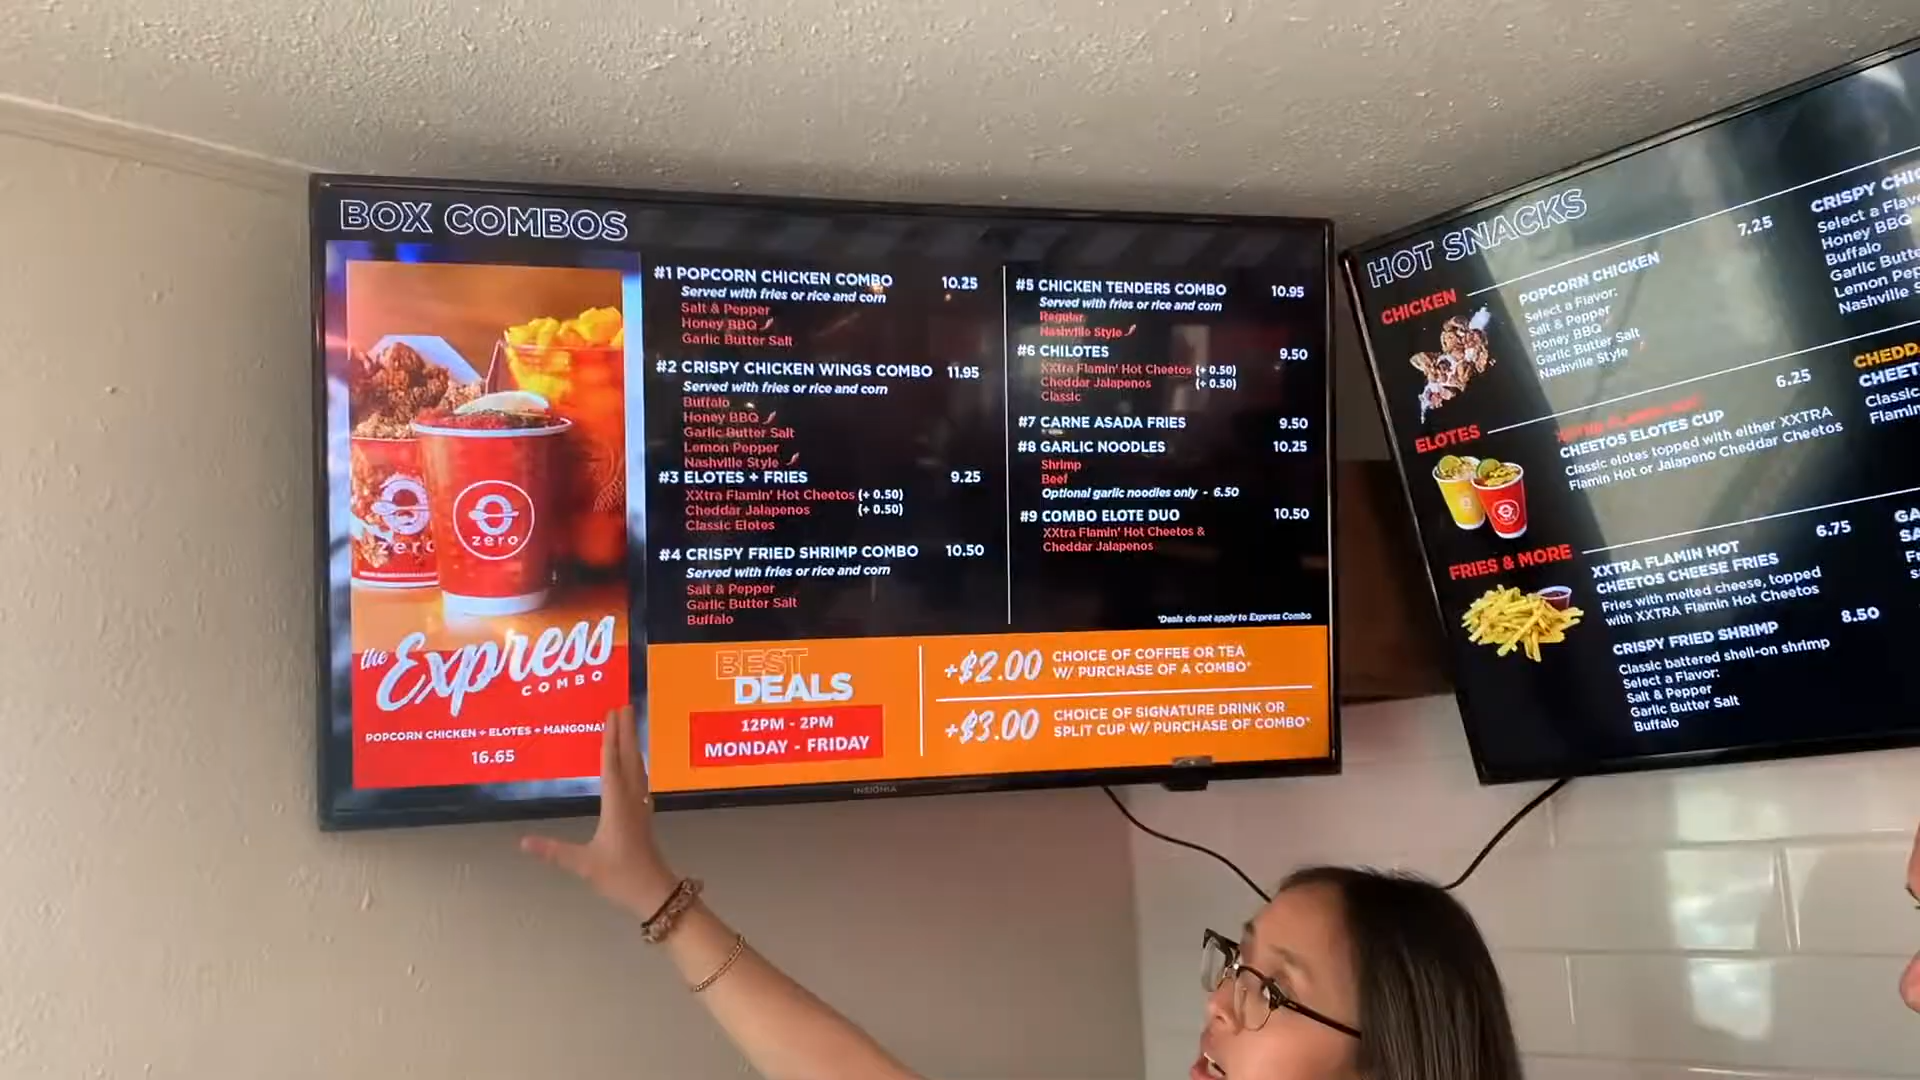 BOX COMBOS
zero
zero
the Express
COMBO
POPCORN CHICKEN + ELOTES +
16.65
#1 POPCORN CHICKEN COMBO 10.25
Served with fries or rice and corn
Salt & Pepper
Honey BBQ
Garlic Butter Salt
#2 CRISPY CHICKEN WINGS COMBO 11.95
Served with fries or rice and corn
Buffalo
Honey BBQ
Garlic Butter Salt
Lemon Pepper
Nashville Style
#3 ELOTES + FRIES 9.25
XXtra Flamin' Hot Cheetos (+ 0.50)
Cheddar Jalapenos (+ 0.50)
Classic Elotes
#4 CRISPY FRIED SHRIMP COMBO 10.50
Served with fries or rice and corn
Salt & Pepper
Garlic Butter Salt
Buffalo
#5 CHICKEN TENDERS COMBO 10.95
Served with fries or rice and corn
Regular
Nashville Style
#6 CHILOTES 9.50
XXtra Flamin' Hot Cheetos (+ 0.50)
Cheddar Jalapenos (+ 0.50)
Classic
#7 CARNE ASADA FRIES 9.50
#8 GARLIC NOODLES 10.25
Shrimp
Beef
Optional garlic noodles only - 6.50
#9 COMBO ELOTE DUO 10.50
XXtra Flamin' Hot Cheetos &
Cheddar Jalapenos
*Deals do not apply to Express Combo
BEST
DEALS
12PM - 2PM
MONDAY - FRIDAY
+$2.00 CHOICE OF COFFEE OR TEA
W/ PURCHASE OF A COMBO*
+$3.00 CHOICE OF SIGNATURE DRINK OR
SPLIT CUP W/ PURCHASE OF COMBO*
INSIGNIA
HOT SNACKS
CHICKEN
POPCORN CHICKEN 7.25
Select a Flavor:
Salt & Pepper
Honey BBQ
Garlic Butter Salt
Nashville Style
ELOTES
XXTRA FLAMIN' HOT 6.25
CHEETOS ELOTES CUP
Classic elotes topped with either XXTRA
Flamin Hot or Jalapeno Cheddar Cheetos
FRIES & MORE
XXTRA FLAMIN HOT 6.75
CHEETOS CHEESE FRIES
Fries with melted cheese, topped
with XXTRA Flamin Hot Cheetos
CRISPY FRIED SHRIMP 8.50
Classic battered shell-on shrimp
Select a Flavor:
Salt & Pepper
Garlic Butter Salt
Buffalo
CRISPY
Select a
Honey BBQ
Buffalo
Garlic
Lemon
Nashville
Classic